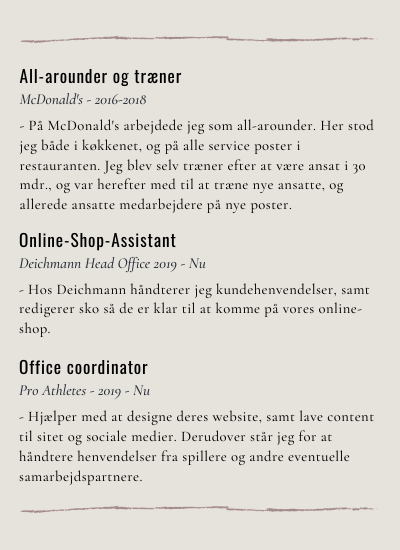 All-arounder og træner
McDonald's - 2016-2018
- På McDonald's arbejdede jeg som all-arounder. Her stod
jeg både i køkkenet, og på alle service poster i
restauranten. Jeg blev selv træner efter at være ansat i 30
mdr., og var herefter med til at træne nye ansatte, og
allerede ansatte medarbejdere på nye poster.
Online-Shop-Assistant
Deichmann Head Office 2019 - Nu
- Hos Deichmann håndterer jeg kundehenvendelser, samt
redigerer sko så de er klar til at komme på vores online-
shop.
Office coordinator
Pro Athletes - 2019 - Nu
- Hjælper med at designe deres website, samt lave content
til sitet og sociale medier. Derudover står jeg for at
håndtere henvendelser fra spillere og andre eventuelle
samarbejdspartnere.